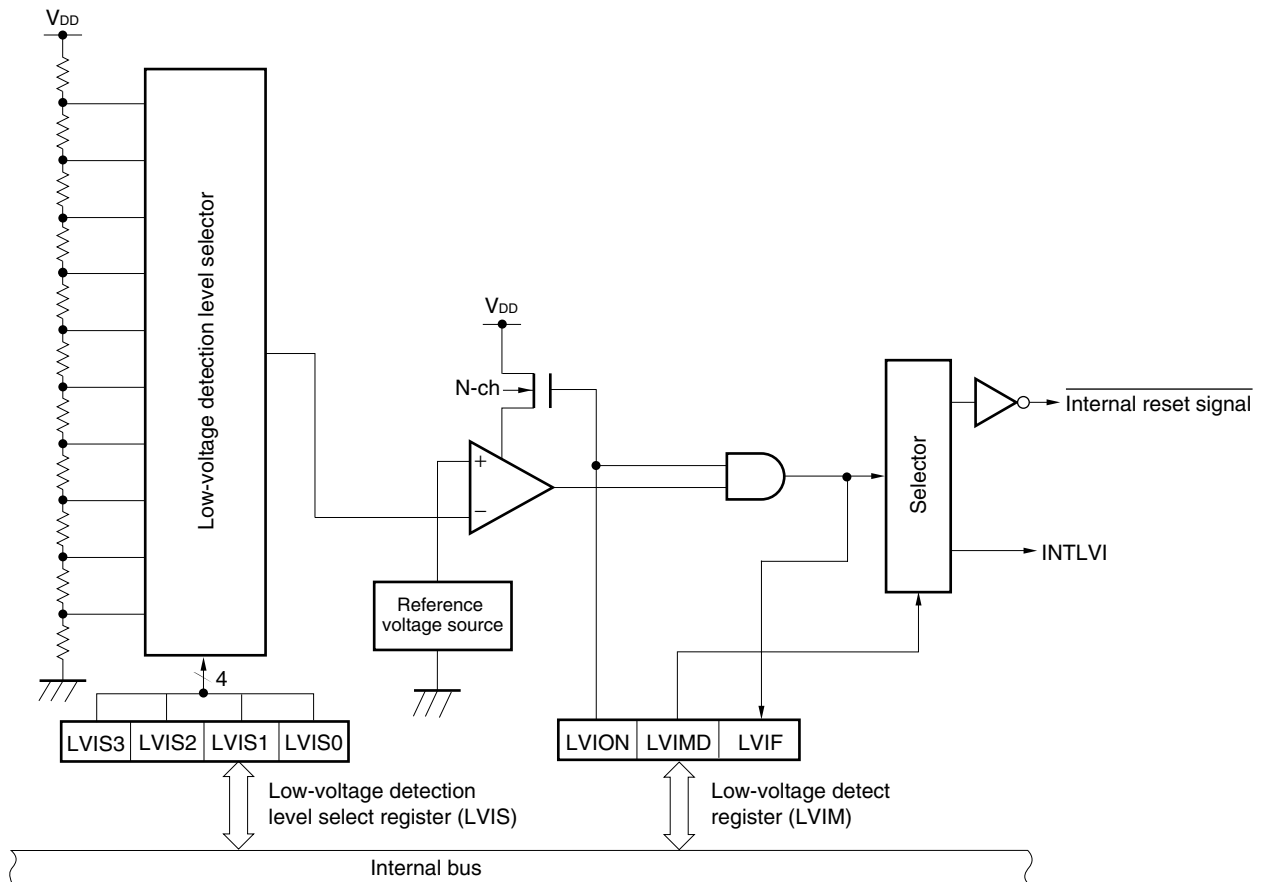 VDD
Low-voltage detection level selector
VDD
N-ch
+
−
Reference
voltage source
Selector
Internal reset signal
INTLVI
4
LVIS3 LVIS2 LVIS1 LVIS0
LVION LVIMD LVIF
Low-voltage detection
level select register (LVIS)
Low-voltage detect
register (LVIM)
Internal bus